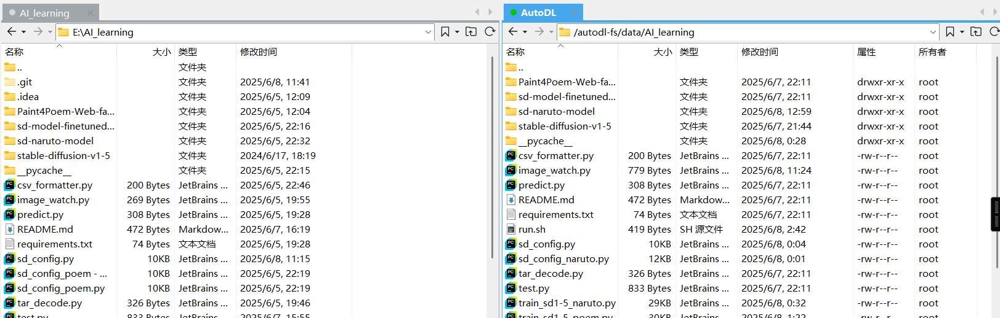 AI_learning
E:\AI_learning
名称 大小 类型 修改时间
.. 文件夹
.git 文件夹 2025/6/8, 11:41
.idea 文件夹 2025/6/5, 12:09
Paint4Poem-Web-fa... 文件夹 2025/6/5, 12:04
sd-model-finetuned... 文件夹 2025/6/5, 22:16
sd-naruto-model 文件夹 2025/6/5, 22:32
stable-diffusion-v1-5 文件夹 2024/6/17, 18:19
__pycache__ 文件夹 2025/6/5, 22:15
csv_formatter.py 200 Bytes JetBrains ... 2025/6/5, 22:46
image_watch.py 269 Bytes JetBrains ... 2025/6/5, 19:55
predict.py 308 Bytes JetBrains ... 2025/6/5, 19:28
README.md 472 Bytes Markdow... 2025/6/7, 16:19
requirements.txt 74 Bytes 文本文档 2025/6/5, 19:28
sd_config.py 10KB JetBrains ... 2025/6/8, 11:15
sd_config_poem - ... 10KB JetBrains ... 2025/6/5, 22:19
sd_config_poem.py 10KB JetBrains ... 2025/6/5, 22:19
tar_decode.py 326 Bytes JetBrains ... 2025/6/5, 19:46
test.py 833 Bytes JetBrains ... 2025/6/7, 15:55
AutoDL
/autodl-fs/data/AI_learning
名称 大小 类型 修改时间 属性 所有者
..
Paint4Poem-Web-fa... 文件夹 2025/6/7, 22:11 drwxr-xr-x root
sd-model-finetuned... 文件夹 2025/6/7, 22:11 drwxr-xr-x root
sd-naruto-model 文件夹 2025/6/8, 12:59 drwxr-xr-x root
stable-diffusion-v1-5 文件夹 2025/6/7, 21:44 drwxr-xr-x root
__pycache__ 文件夹 2025/6/8, 0:28 drwxr-xr-x root
csv_formatter.py 200 Bytes JetBrains ... 2025/6/7, 22:11 -rw-r--r-- root
image_watch.py 779 Bytes JetBrains ... 2025/6/8, 11:24 -rw-r--r-- root
predict.py 308 Bytes JetBrains ... 2025/6/7, 22:11 -rw-r--r-- root
README.md 472 Bytes Markdow... 2025/6/7, 22:11 -rw-r--r-- root
requirements.txt 74 Bytes 文本文档 2025/6/7, 22:11 -rw-r--r-- root
run.sh 419 Bytes SH 源文件 2025/6/8, 2:42 -rw-r--r-- root
sd_config.py 10KB JetBrains ... 2025/6/8, 0:04 -rw-r--r-- root
sd_config_naruto.py 12KB JetBrains ... 2025/6/8, 0:01 -rw-r--r-- root
tar_decode.py 326 Bytes JetBrains ... 2025/6/7, 22:11 -rw-r--r-- root
test.py 833 Bytes JetBrains ... 2025/6/7, 22:11 -rw-r--r-- root
train_sd1-5_naruto.py 29KB JetBrains ... 2025/6/8, 0:32 -rw-r--r-- root
train_sd1-5_poem.py 30KB JetBrains ... 2025/6/8, 1:22 -rw-r--r-- root